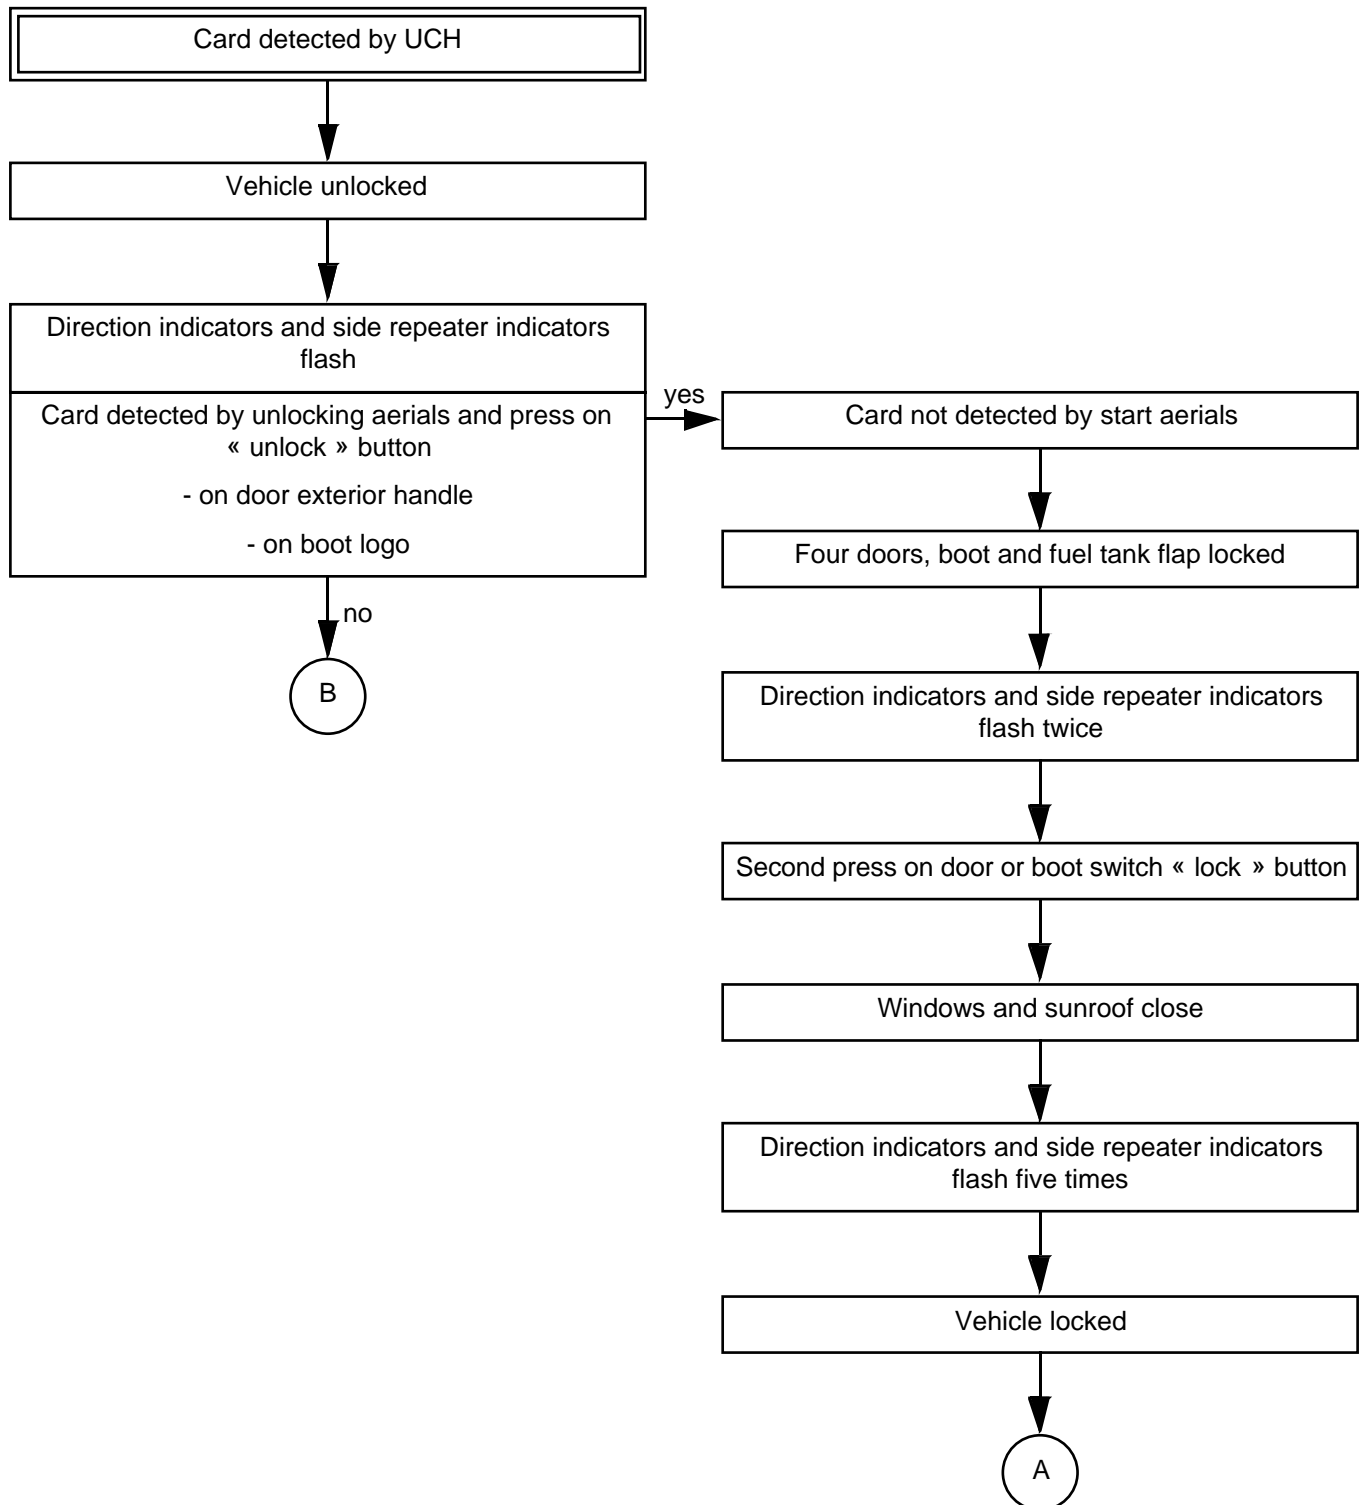 Card detected by UCH
Vehicle unlocked
Direction indicators and side repeater indicators
flash
Card detected by unlocking aerials and press on
« unlock » button
- on door exterior handle
- on boot logo
no
B
yes
Card not detected by start aerials
Four doors, boot and fuel tank flap locked
Direction indicators and side repeater indicators
flash twice
Second press on door or boot switch « lock » button
Windows and sunroof close
Direction indicators and side repeater indicators
flash five times
Vehicle locked
A